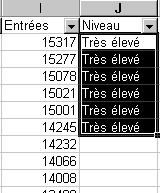 I J
Entrées Niveau
15317 Très élevé
15277 Très élevé
15078 Très élevé
15021 Très élevé
15001 Très élevé
14245 Très élevé
14232
14066
14008